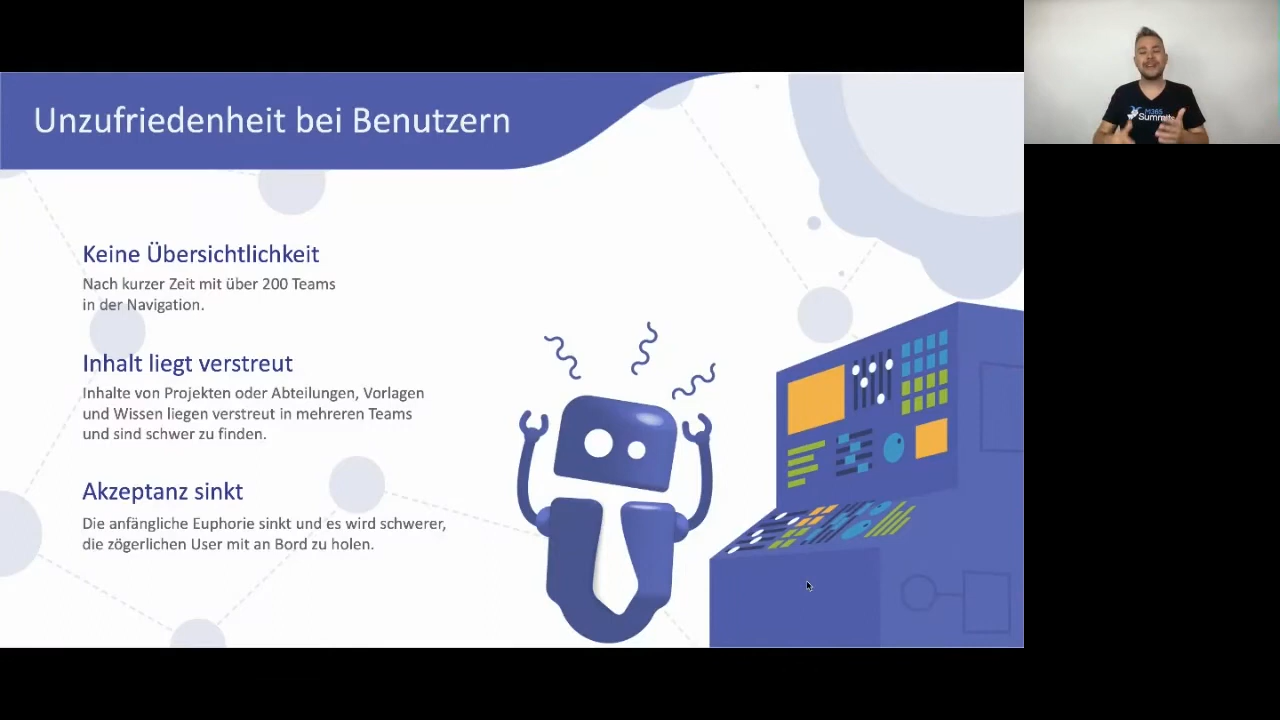 Unzufriedenheit bei Benutzern
Keine Übersichtlichkeit
Nach kurzer Zeit mit über 200 Teams
in der Navigation.
Inhalt liegt verstreut
Inhalte von Projekten oder Abteilungen, Vorlagen
und Wissen liegen verstreut in mehreren Teams
und sind schwer zu finden.
Akzeptanz sinkt
Die anfängliche Euphorie sinkt und es wird schwerer,
die zögerlichen User mit an Bord zu holen.
M365
Summit